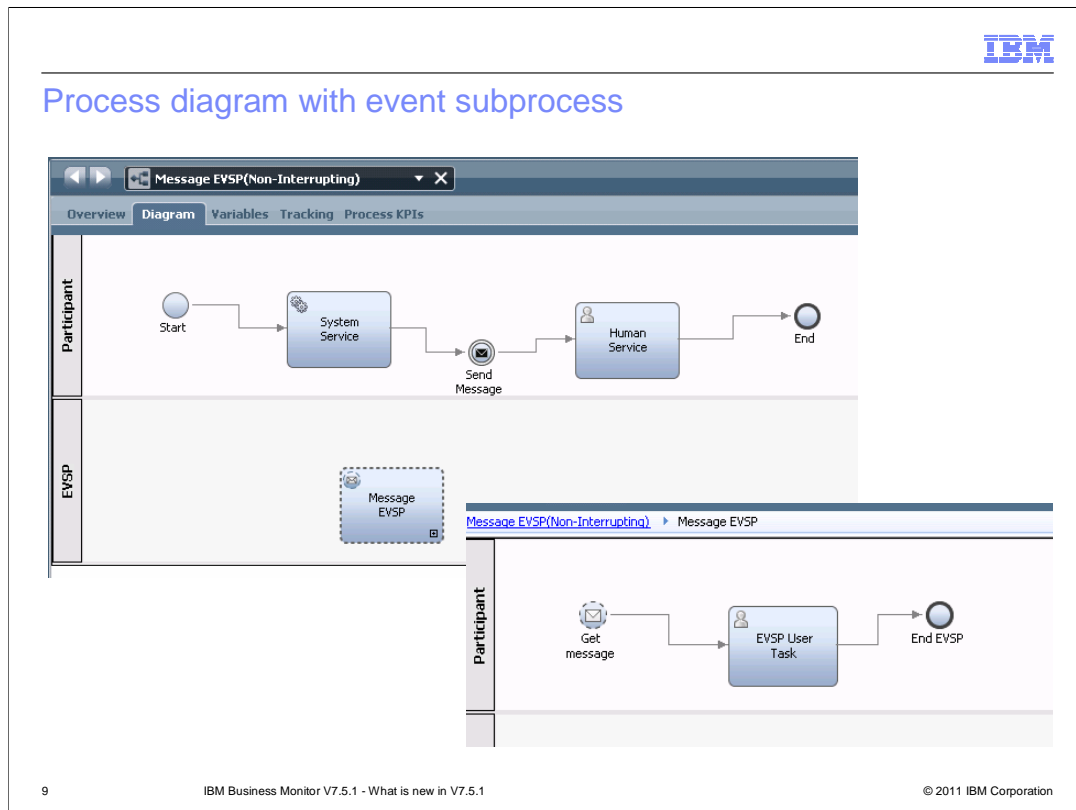 IBM
Process diagram with event subprocess
Message EVSP(Non-Interrupting)
Overview Diagram Variables Tracking Process KPIs
Participant
Start
System
Service
Send
Message
Human
Service
End
EVSP
Message
EVSP
Message EVSP(Non-Interrupting) Message EVSP
Participant
Get
message
EVSP User
Task
End EVSP
9 IBM Business Monitor V7.5.1 - What is new in V7.5.1 © 2011 IBM Corporation